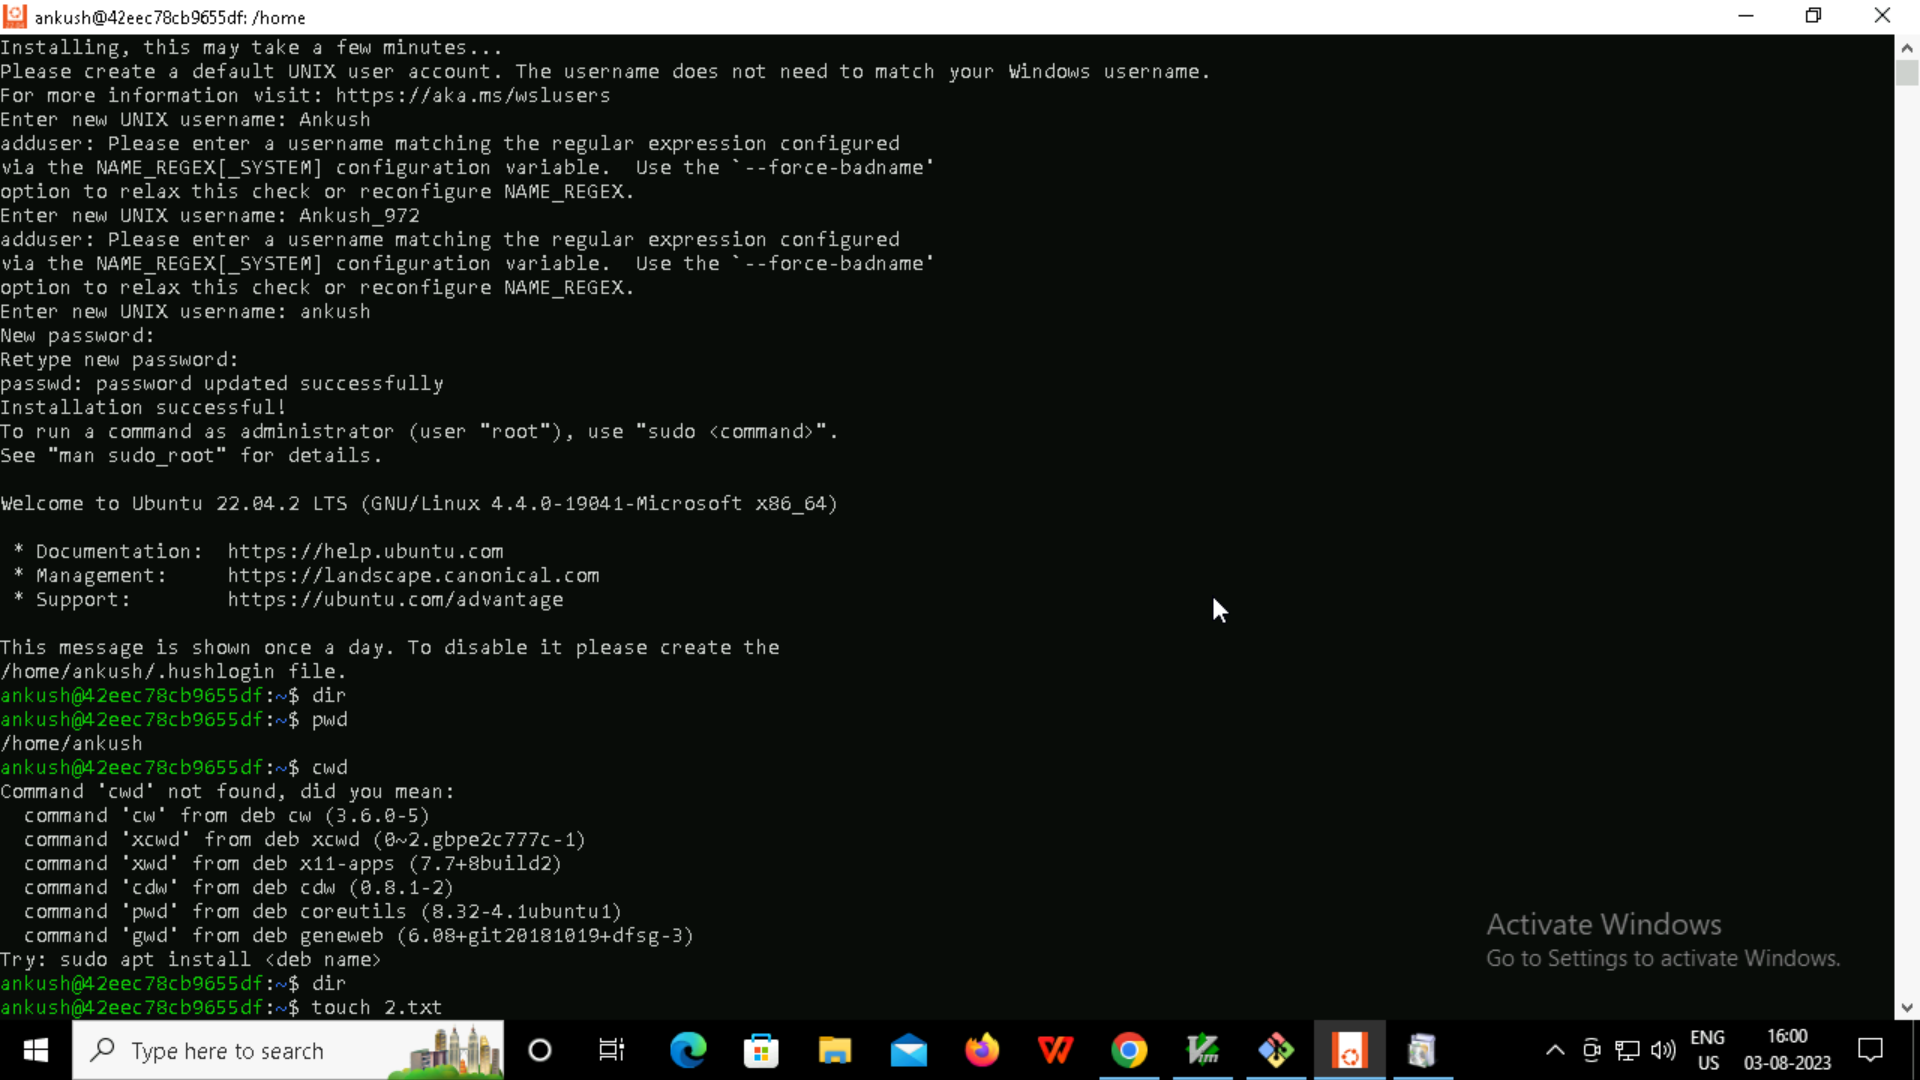 ankush@42eec78cb9655df: /home
Installing, this may take a few minutes...
Please create a default UNIX user account. The username does not need to match your Windows username.
For more information visit: https://aka.ms/wslusers
Enter new UNIX username: Ankush
adduser: Please enter a username matching the regular expression configured
via the NAME_REGEX[_SYSTEM] configuration variable.  Use the `--force-badname'
option to relax this check or reconfigure NAME_REGEX.
Enter new UNIX username: Ankush_972
adduser: Please enter a username matching the regular expression configured
via the NAME_REGEX[_SYSTEM] configuration variable.  Use the `--force-badname'
option to relax this check or reconfigure NAME_REGEX.
Enter new UNIX username: ankush
New password:
Retype new password:
passwd: password updated successfully
Installation successful!
To run a command as administrator (user "root"), use "sudo <command>".
See "man sudo_root" for details.
Welcome to Ubuntu 22.04.2 LTS (GNU/Linux 4.4.0-19041-Microsoft x86_64)
* Documentation:  https://help.ubuntu.com
* Management:     https://landscape.canonical.com
* Support:        https://ubuntu.com/advantage
This message is shown once a day. To disable it please create the
/home/ankush/.hushlogin file.
ankush@42eec78cb9655df:~$ dir
ankush@42eec78cb9655df:~$ pwd
/home/ankush
ankush@42eec78cb9655df:~$ cwd
Command 'cwd' not found, did you mean:
command 'cw' from deb cw (3.6.0-5)
command 'xcwd' from deb xcwd (0~2.gbpe2c777c-1)
command 'xwd' from deb x11-apps (7.7+8build2)
command 'cdw' from deb cdw (0.8.1-2)
command 'pwd' from deb coreutils (8.32-4.1ubuntu1)
command 'gwd' from deb geneweb (6.08+git20181019+dfsg-3)
Try: sudo apt install <deb name>
ankush@42eec78cb9655df:~$ dir
ankush@42eec78cb9655df:~$ touch 2.txt
Activate Windows
Go to Settings to activate Windows.
Type here to search
ENG
US
16:00
03-08-2023